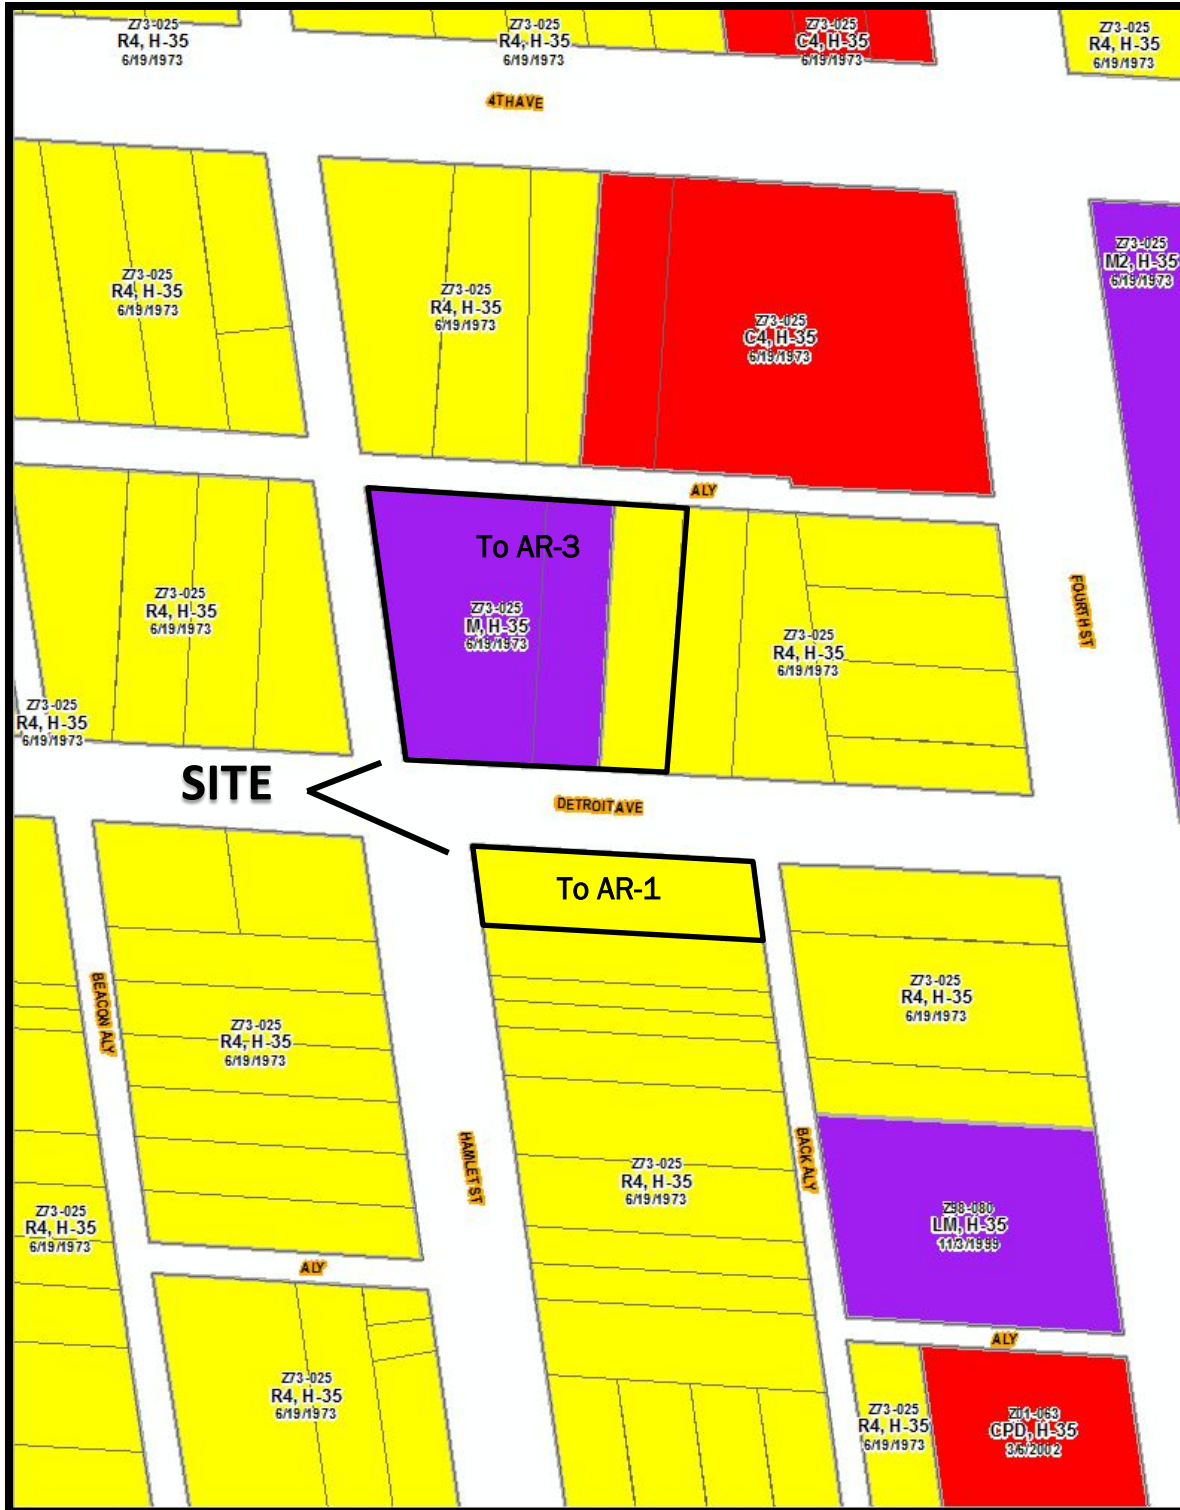 Z73-025
R4, H-35
6/19/1973
Z73-025
R4, H-35
6/19/1973
Z73-025
C4, H-35
6/19/1973
Z73-025
R4, H-35
6/19/1973
4TH AVE
Z73-025
R4, H-35
6/19/1973
Z73-025
R4, H-35
6/19/1973
Z73-025
C4, H-35
6/19/1973
Z73-025
M2, H-35
6/19/1973
ALY
To AR-3
Z73-025
R4, H-35
6/19/1973
Z73-025
M, H-35
6/19/1973
Z73-025
R4, H-35
6/19/1973
FOURTH ST
Z73-025
R4, H-35
6/19/1973
SITE
DETROIT AVE
To AR-1
BEACON ALY
Z73-025
R4, H-35
6/19/1973
Z73-025
R4, H-35
6/19/1973
HAMLET ST
Z73-025
R4, H-35
6/19/1973
BACK ALY
Z73-025
R4, H-35
6/19/1973
Z98-080
LM, H-35
11/3/1999
ALY
ALY
Z73-025
R4, H-35
6/19/1973
Z73-025
R4, H-35
6/19/1973
Z01-063
CPD, H-35
3/6/2002